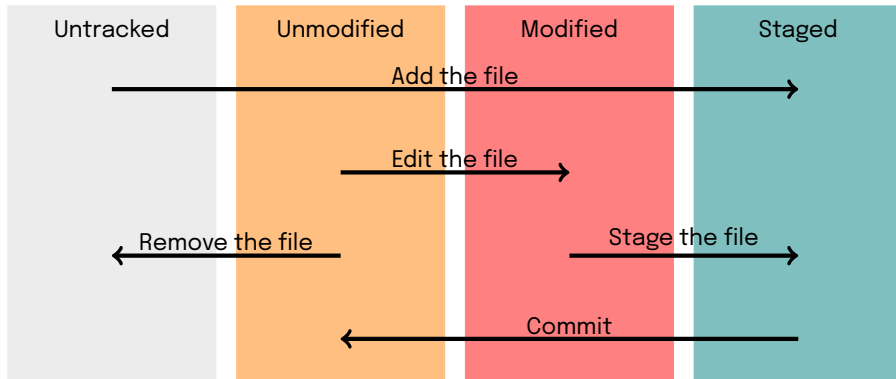 Untracked
Unmodified
Modified
Staged
Add the file
Edit the file
Remove the file
Stage the file
Commit